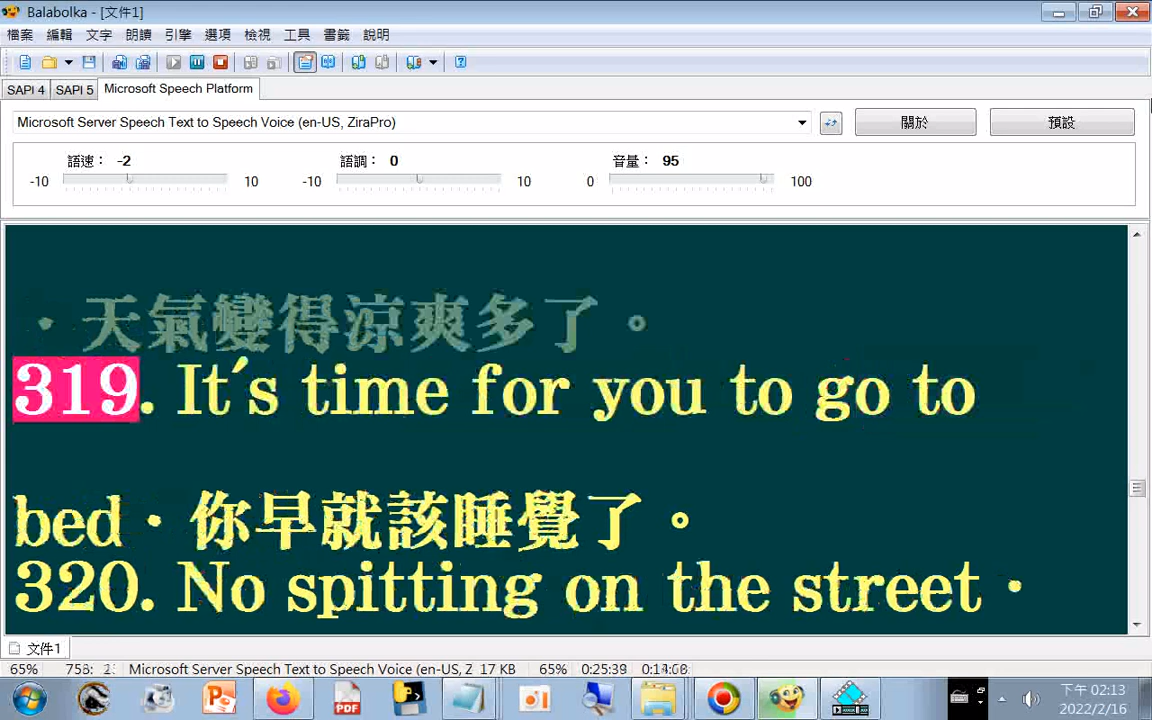 Balabolka - [文件1]
檔案 編輯 文字 朗讀 引擎 選項 檢視 工具 書籤 說明
SAPI 4 SAPI 5 Microsoft Speech Platform
Microsoft Server Speech Text to Speech Voice (en-US, ZiraPro) 關於 預設
語速： -2 語調： 0 音量： 95
-10 10 -10 10 0 100
．天氣變得涼爽多了。
319. It's time for you to go to
bed．你早就該睡覺了。
320. No spitting on the street．
文件1
65% 758: Microsoft Server Speech Text to Speech Voice (en-US, Z 17 KB 65% 0:25:39 0:14:08
PDF
下午 02:13
2022/2/16